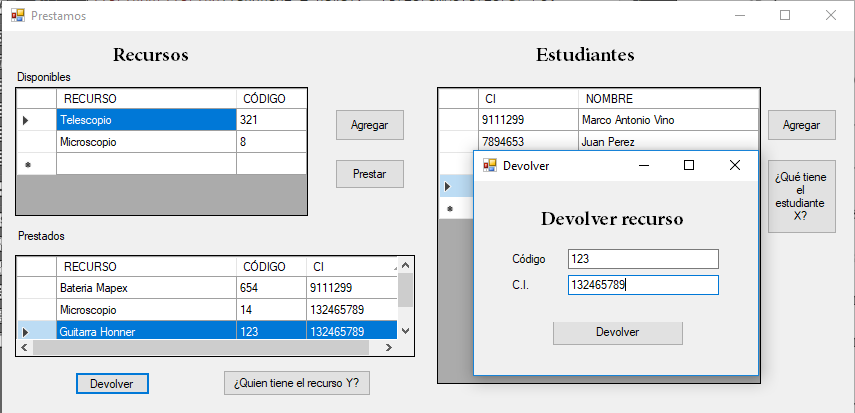 Prestamos
Recursos
Estudiantes
Disponibles
RECURSO CÓDIGO
Telescopio 321
Microscopio 8
Agregar
Prestar
CI NOMBRE
9111299 Marco Antonio Vino
7894653 Juan Perez
Agregar
¿Qué tiene
el
estudiante
X?
Prestados
RECURSO CÓDIGO CI
Bateria Mapex 654 9111299
Microscopio 14 132465789
Guitarra Honner 123 132465789
Devolver
¿Quien tiene el recurso Y?
Devolver
Devolver recurso
Código 123
C.I. 132465789
Devolver